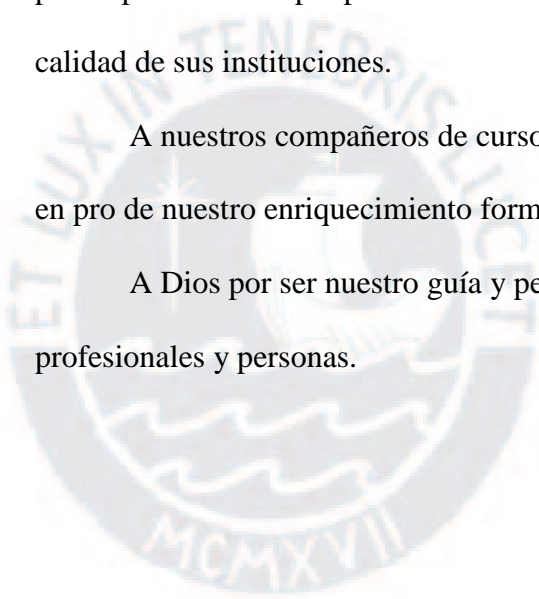 calidad de sus instituciones.
A nuestros compañeros de curso
en pro de nuestro enriquecimiento form
A Dios por ser nuestro guía y pe
profesionales y personas.
ET LUX IN TENEBRIS LUCET
MCMXVII